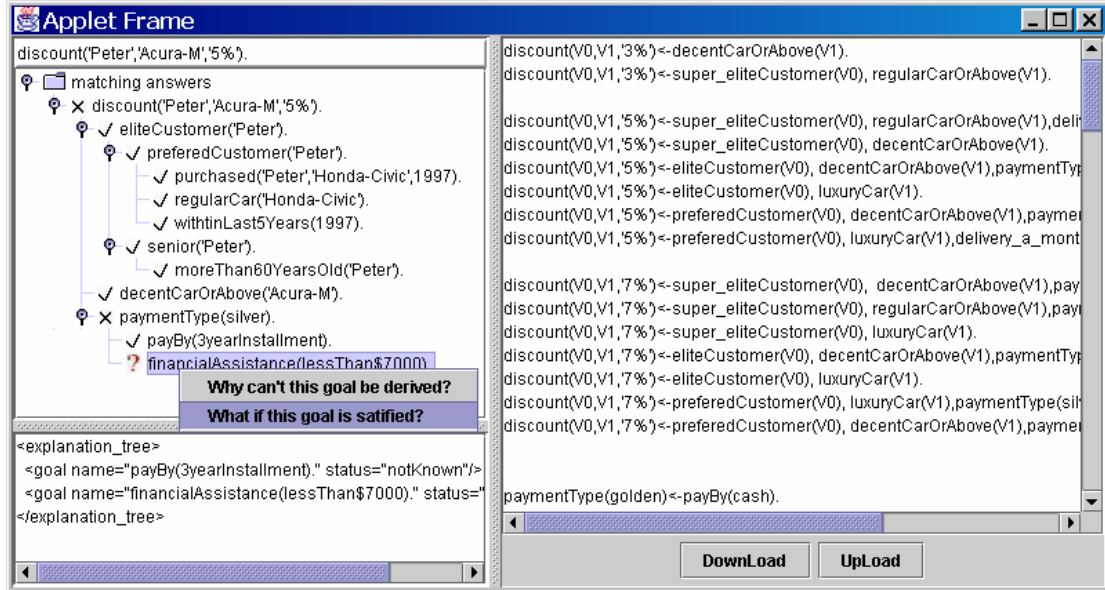 Applet Frame
discount('Peter','Acura-M','5%').
matching answers
discount('Peter','Acura-M','5%').
eliteCustomer('Peter').
preferedCustomer('Peter').
purchased('Peter','Honda-Civic',1997).
regularCar('Honda-Civic').
withtinLast5Years(1997).
senior('Peter').
moreThan60YearsOld('Peter').
decentCarOrAbove('Acura-M').
paymentType(silver).
payBy(3yearInstallment).
financialAssistance(lessThan$7000)
Why can't this goal be derived?
What if this goal is satified?
<explanation_tree>
<goal name="payBy(3yearInstallment)." status="notKnown"/>
<goal name="financialAssistance(lessThan$7000)." status="
</explanation_tree>
discount(V0,V1,'3%')<-decentCarOrAbove(V1).
discount(V0,V1,'3%')<-super_eliteCustomer(V0), regularCarOrAbove(V1).
discount(V0,V1,'5%')<-super_eliteCustomer(V0), regularCarOrAbove(V1),deli
discount(V0,V1,'5%')<-super_eliteCustomer(V0), decentCarOrAbove(V1).
discount(V0,V1,'5%')<-eliteCustomer(V0), decentCarOrAbove(V1),paymentTyp
discount(V0,V1,'5%')<-eliteCustomer(V0), luxuryCar(V1).
discount(V0,V1,'5%')<-preferedCustomer(V0), decentCarOrAbove(V1),paymer
discount(V0,V1,'5%')<-preferedCustomer(V0), luxuryCar(V1),delivery_a_mont
discount(V0,V1,'7%')<-super_eliteCustomer(V0),  decentCarOrAbove(V1),pay
discount(V0,V1,'7%')<-super_eliteCustomer(V0), regularCarOrAbove(V1),pay
discount(V0,V1,'7%')<-super_eliteCustomer(V0), luxuryCar(V1).
discount(V0,V1,'7%')<-eliteCustomer(V0), decentCarOrAbove(V1),paymentTyp
discount(V0,V1,'7%')<-eliteCustomer(V0), luxuryCar(V1).
discount(V0,V1,'7%')<-preferedCustomer(V0), luxuryCar(V1),paymentType(sil
discount(V0,V1,'7%')<-preferedCustomer(V0), decentCarOrAbove(V1),paymer
paymentType(golden)<-payBy(cash).
DownLoad
UpLoad